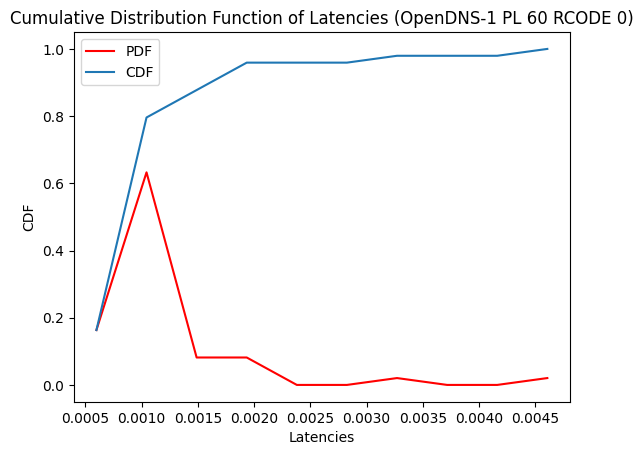 Cumulative Distribution Function of Latencies (OpenDNS-1 PL 60 RCODE 0)
PDF
CDF
1.0
0.8
0.6
0.4
0.2
0.0
CDF
0.0005 0.0010 0.0015 0.0020 0.0025 0.0030 0.0035 0.0040 0.0045
Latencies